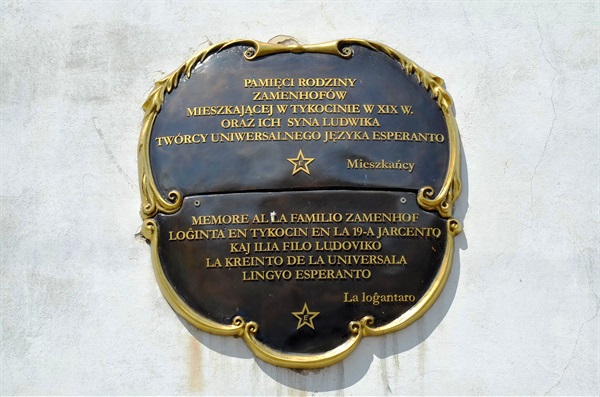 PAMIĘCI RODZINY
ZAMENHOFÓW
MIESZKAJĄCEJ W TYKOCINIE W XIX W.
ORAZ ICH SYNA LUDWIKA
TWÓRCY UNIWERSALNEGO JĘZYKA ESPERANTO
E
Mieszkańcy
MEMORE AL LA FAMILIO ZAMENHOF
LOĜINTA EN TYKOCIN EN LA 19-A JARCENTO
KAJ ILIA FILO LUDOVIKO
LA KREINTO DE LA UNIVERSALA
LINGVO ESPERANTO
La loĝantaro
E